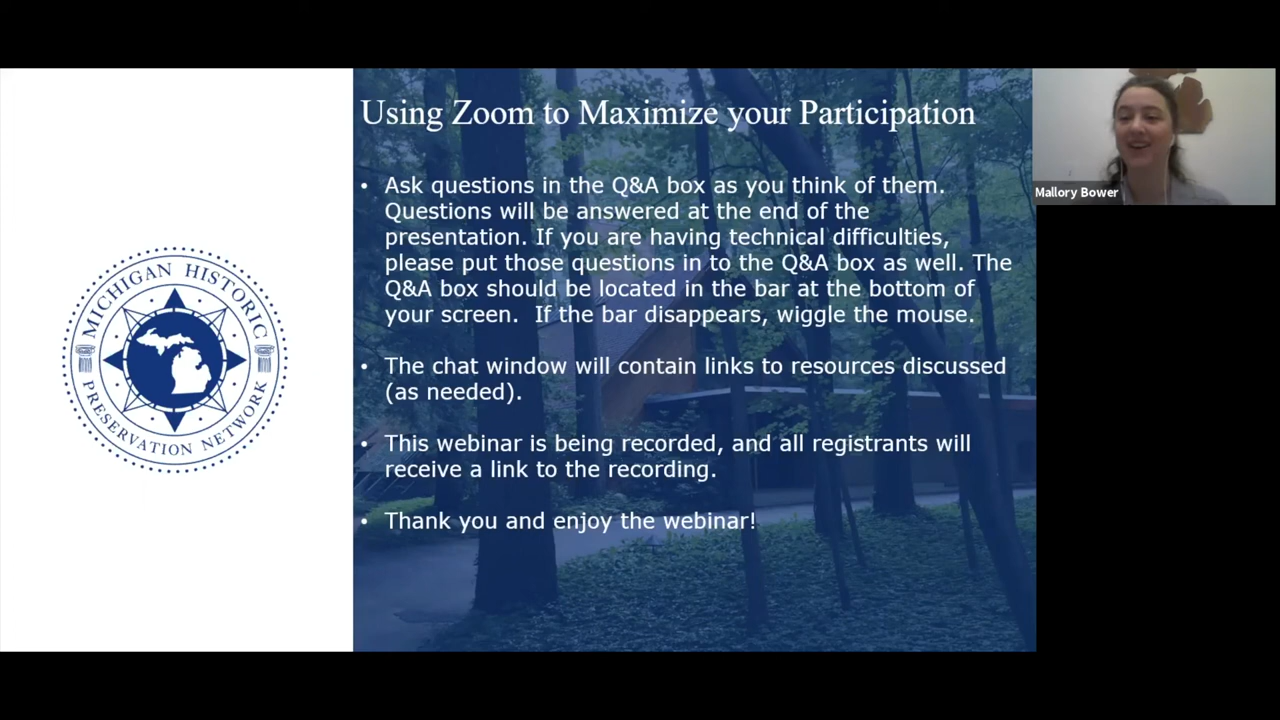 Using Zoom to Maximize your Participation
• Ask questions in the Q&A box as you think of them.
Questions will be answered at the end of the
presentation. If you are having technical difficulties,
please put those questions in to the Q&A box as well. The
Q&A box should be located in the bar at the bottom of
your screen.  If the bar disappears, wiggle the mouse.
• The chat window will contain links to resources discussed
(as needed).
• This webinar is being recorded, and all registrants will
receive a link to the recording.
• Thank you and enjoy the webinar!
MICHIGAN HISTORIC
PRESERVATION NETWORK
Mallory Bower